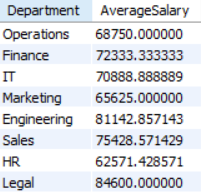 Department AverageSalary
Operations 68750.000000
Finance 72333.333333
IT 70888.888889
Marketing 65625.000000
Engineering 81142.857143
Sales 75428.571429
HR 62571.428571
Legal 84600.000000